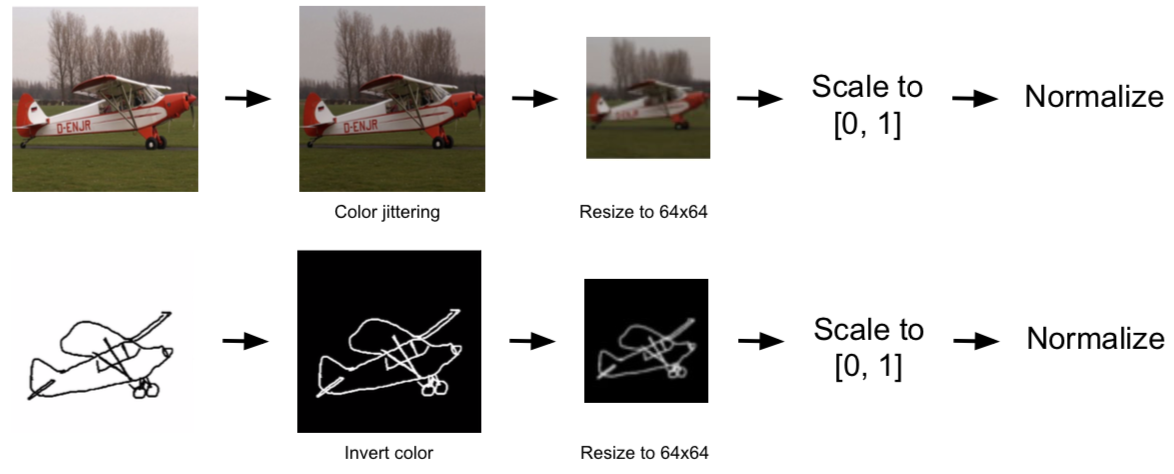 D-ENJR
D-ENJR
Scale to
[0, 1]
Normalize
Color jittering
Resize to 64x64
Scale to
[0, 1]
Normalize
Invert color
Resize to 64x64